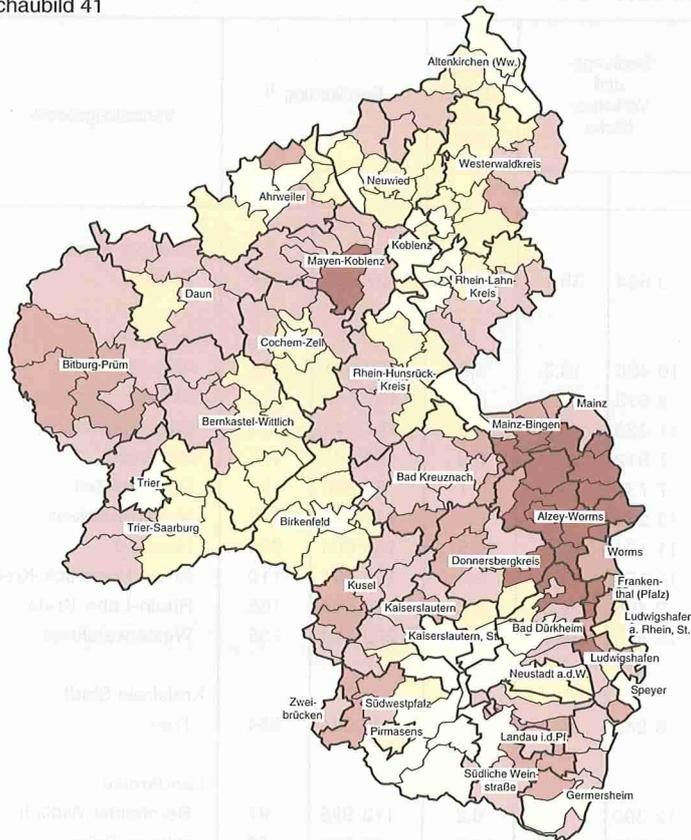 chaubild 41
Altenkirchen (Ww.)
Westerwaldkreis
Neuwied
Ahrweiler
Koblenz
Mayen-Koblenz
Rhein-Lahn-
Kreis
Daun
Cochem-Zell
Bitburg-Prüm
Rhein-Hunsrück-
Kreis
Mainz
Mainz-Bingen
Bernkastel-Wittlich
Bad Kreuznach
Trier
Alzey-Worms
Birkenfeld
Trier-Saarburg
Worms
Donnersbergkreis
Franken-
thal (Pfalz)
Kusel
Kaiserslautern
Ludwigshafen
a. Rhein, St.
Bad Dürkheim
Kaiserslautern, St.
Ludwigshafen
Neustadt a.d.W.
Speyer
Zwei-
brücken
Südwestpfalz
Pirmasens
Landau i.d.Pf.
Südliche Wein-
straße
Germersheim